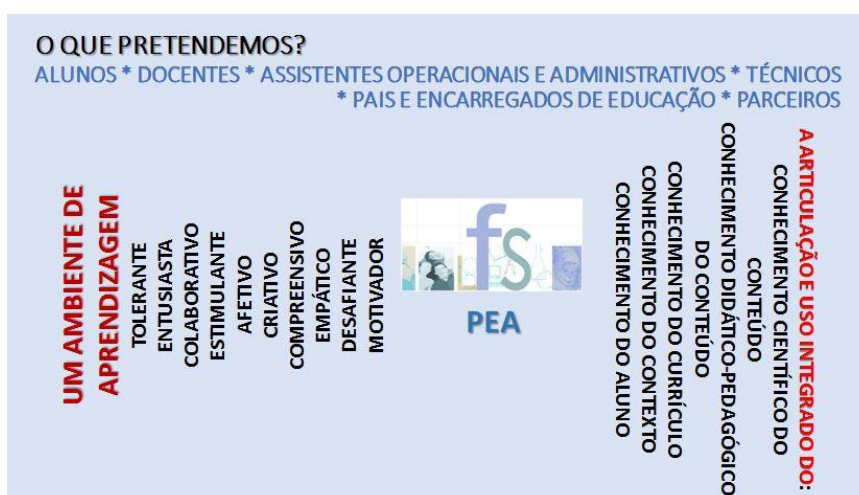 O QUE PRETENDEMOS?
ALUNOS * DOCENTES * ASSISTENTES OPERACIONAIS E ADMINISTRATIVOS * TÉCNICOS
* PAIS E ENCARREGADOS DE EDUCAÇÃO * PARCEIROS
UM AMBIENTE DE
APRENDIZAGEM
TOLERANTE
ENTUSIASTA
COLABORATIVO
ESTIMULANTE
AFETIVO
CRIATIVO
COMPREENSIVO
EMPÁTICO
DESAFIANTE
MOTIVADOR
fs
PEA
A ARTICULAÇÃO E USO INTEGRADO DO:
CONHECIMENTO CIENTÍFICO DO
CONTEÚDO
CONHECIMENTO DIDÁTICO-PEDAGÓGICO
DO CONTEÚDO
CONHECIMENTO DO CURRÍCULO
CONHECIMENTO DO CONTEXTO
CONHECIMENTO DO ALUNO